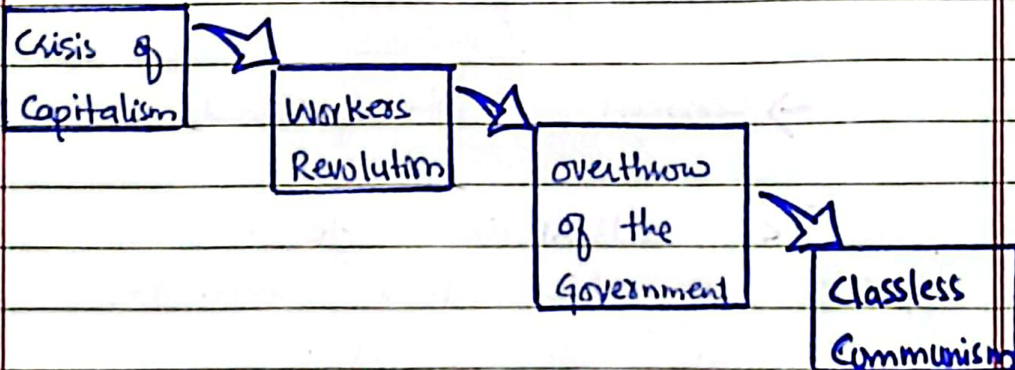 Crisis of
Capitalism
Workers
Revolution
overthrow
of the
Government
Classless
Communism